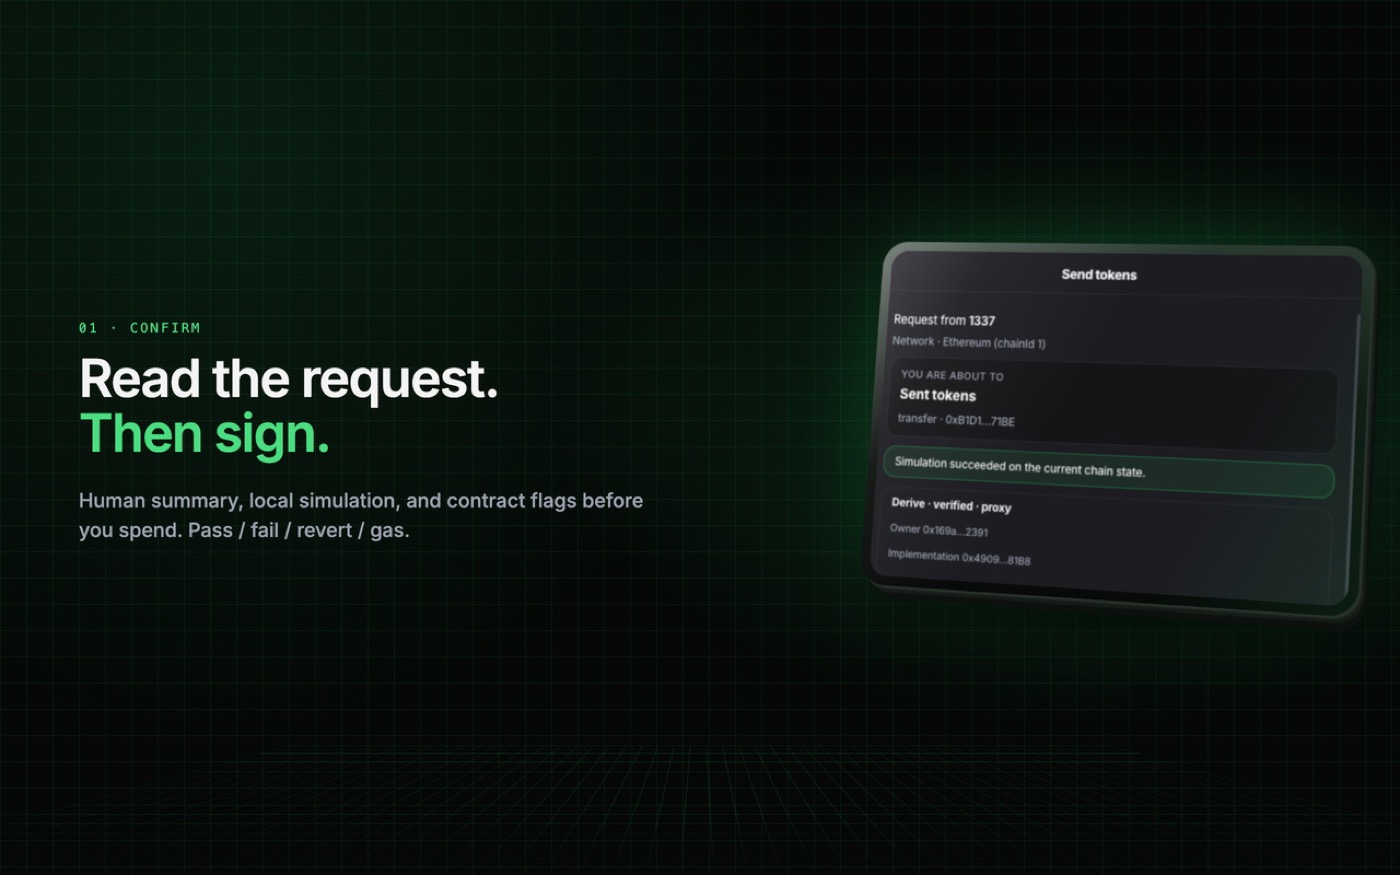 01 · CONFIRM
Read the request.
Then sign.
Human summary, local simulation, and contract flags before
you spend. Pass / fail / revert / gas.
Send tokens
Request from 1337
Network · Ethereum (chainId 1)
YOU ARE ABOUT TO
Sent tokens
transfer · 0xB1D1...71BE
Simulation succeeded on the current chain state.
Derive · verified · proxy
Owner 0x169a...2391
Implementation 0x4909...81B8